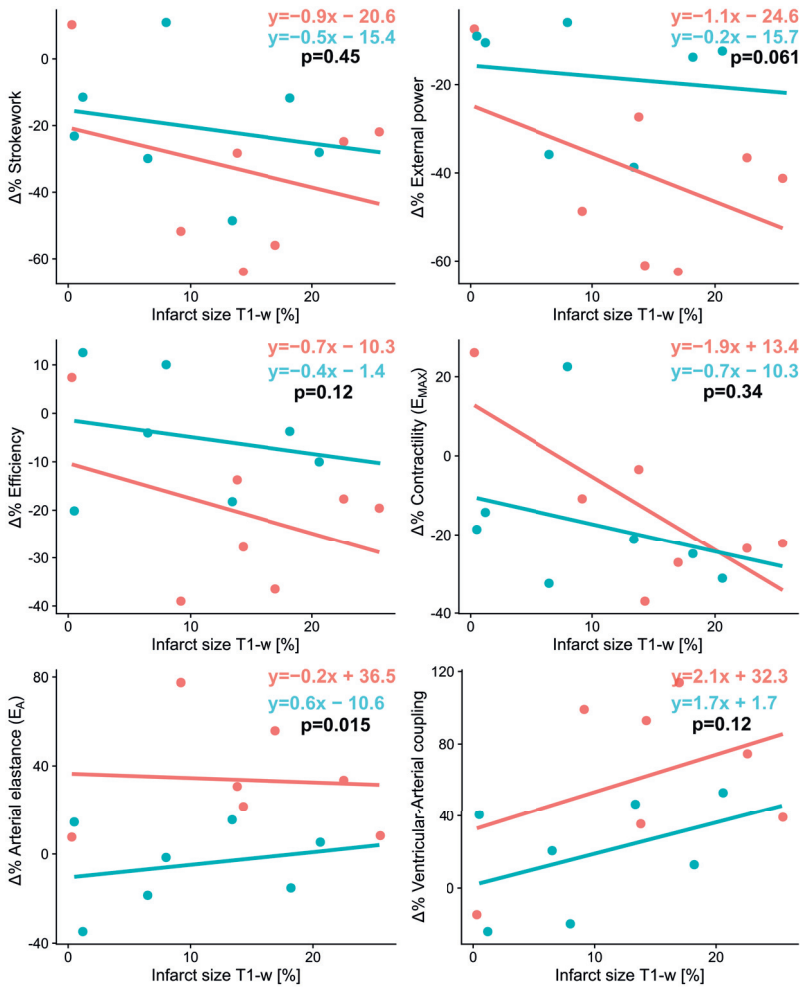 y=−0.9x − 20.6
y=−0.5x − 15.4
p=0.45
0
-20
-40
-60
Δ% Strokework
0 10 20
Infarct size T1-w [%]
y=−1.1x − 24.6
y=−0.2x − 15.7
p=0.061
-20
-40
-60
Δ% External power
0 10 20
Infarct size T1-w [%]
y=−0.7x − 10.3
y=−0.4x − 1.4
p=0.12
10
0
-10
-20
-30
-40
Δ% Efficiency
0 10 20
Infarct size T1-w [%]
y=−1.9x + 13.4
y=−0.7x − 10.3
p=0.34
20
0
-20
-40
Δ% Contractility (EMAX)
0 10 20
Infarct size T1-w [%]
y=−0.2x + 36.5
y=0.6x − 10.6
p=0.015
80
40
0
-40
Δ% Arterial elastance (EA)
0 10 20
Infarct size T1-w [%]
y=2.1x + 32.3
y=1.7x + 1.7
p=0.12
120
80
40
0
Δ% Ventricular-Arterial coupling
0 10 20
Infarct size T1-w [%]